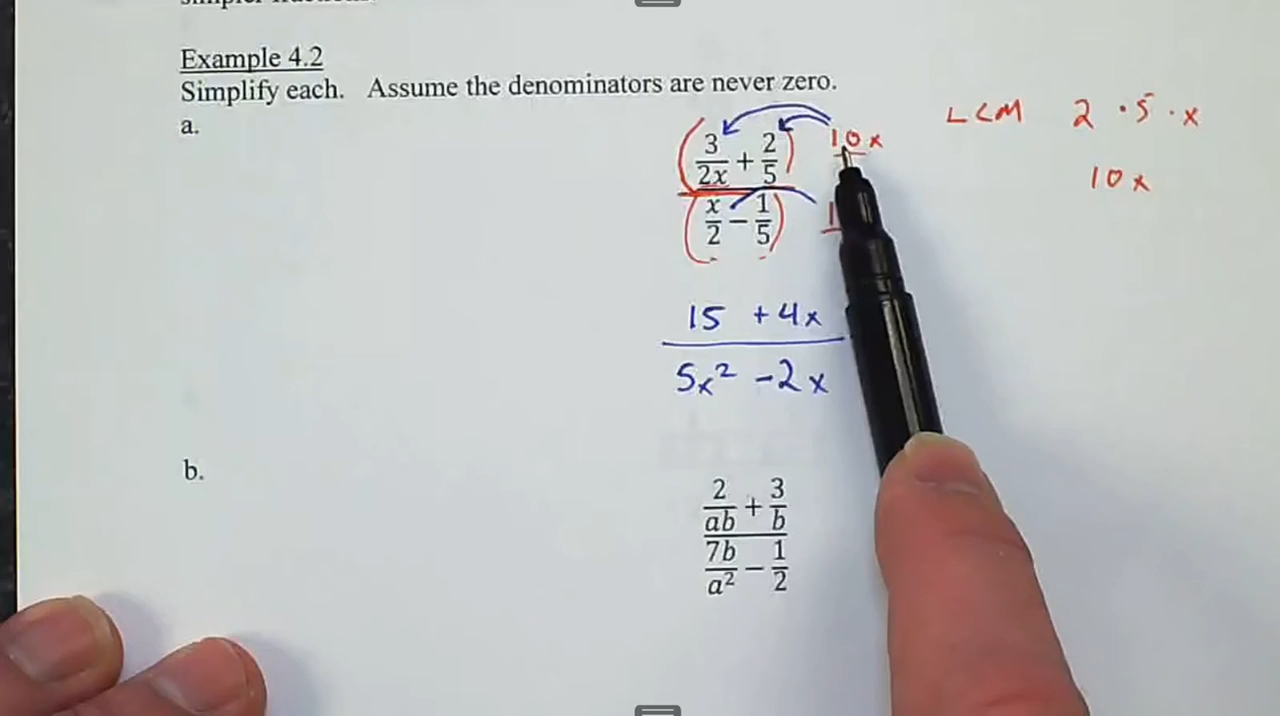 Example 4.2
Simplify each. Assume the denominators are never zero.
a.
(3/2x + 2/5) 10x
(x/2 − 1/5) 1
LCM 2 · 5 · x
10x
15 + 4x
5x² − 2x
b.
2/ab + 3/b
7b/a² − 1/2